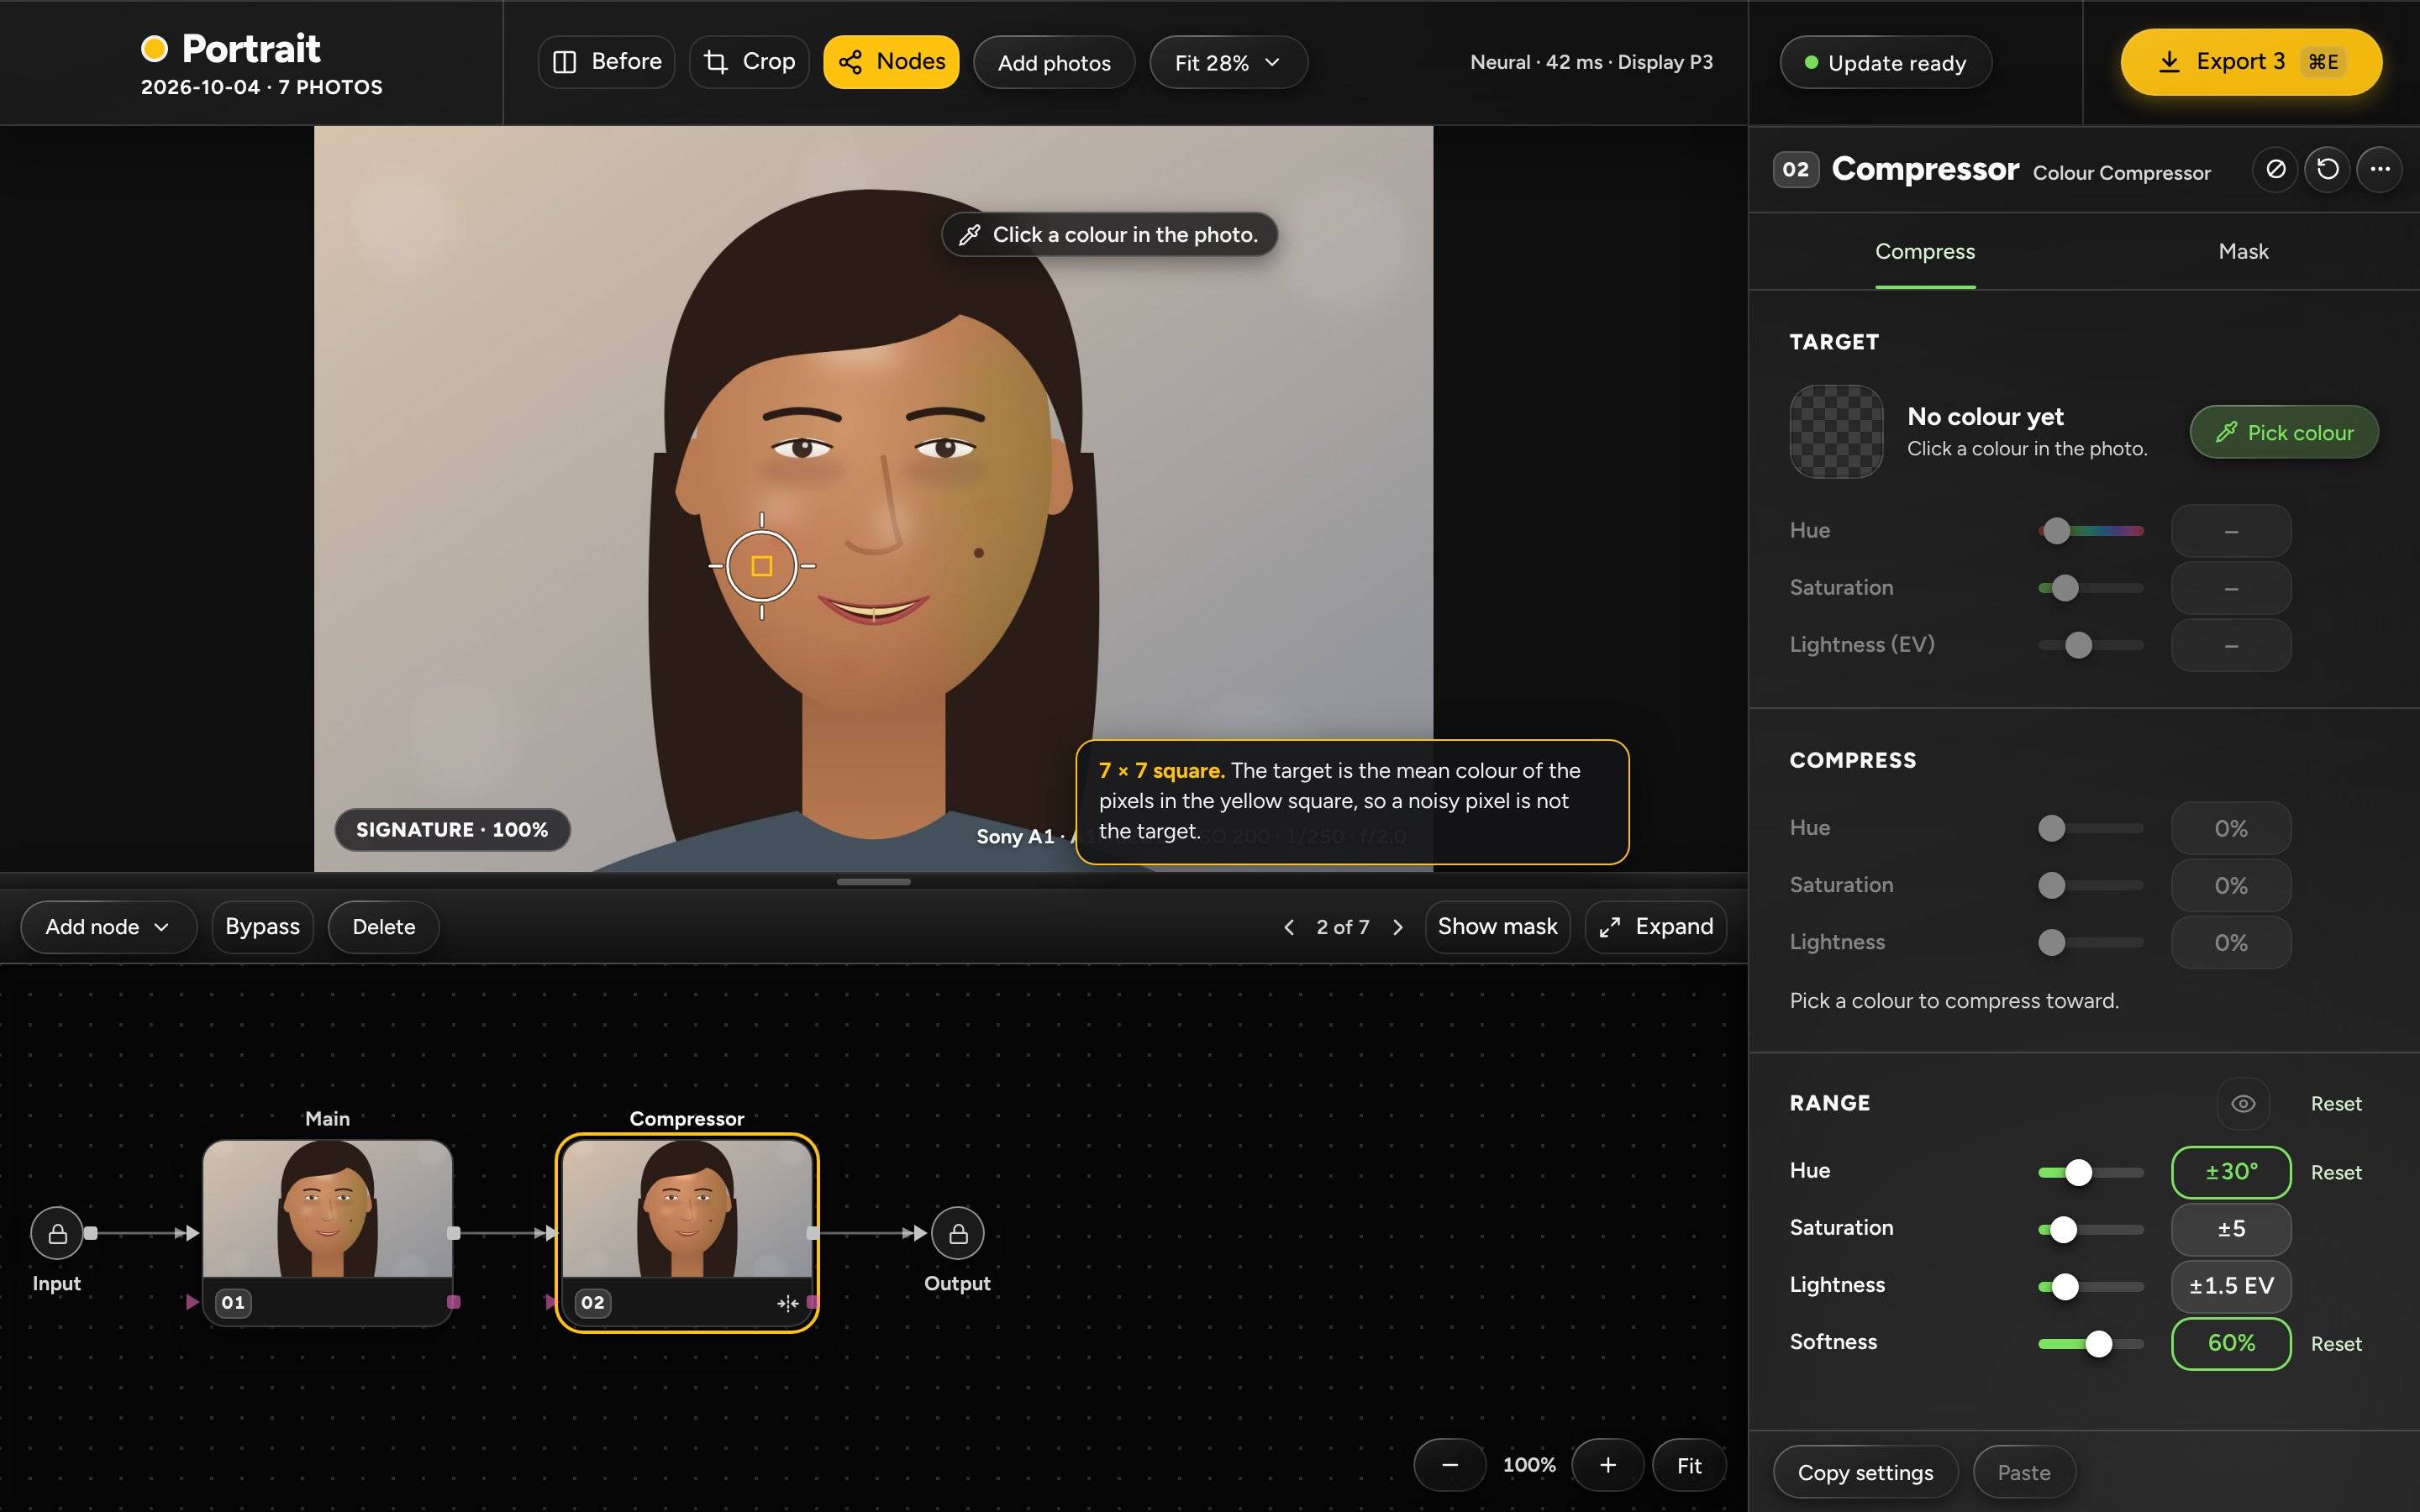 Portrait
2026-10-04 · 7 PHOTOS
Before
Crop
Nodes
Add photos
Fit 28%
Neural · 42 ms · Display P3
Update ready
Export 3 ⌘E
Click a colour in the photo.
SIGNATURE · 100%
7 × 7 square. The target is the mean colour of the
pixels in the yellow square, so a noisy pixel is not
the target.
Sony A1 · ISO 200 · 1/250 · f/2.0
02 Compressor Colour Compressor
Compress
Mask
TARGET
No colour yet
Click a colour in the photo.
Pick colour
Hue –
Saturation –
Lightness (EV) –
COMPRESS
Hue 0%
Saturation 0%
Lightness 0%
Pick a colour to compress toward.
RANGE Reset
Hue ±30° Reset
Saturation ±5
Lightness ±1.5 EV
Softness 60% Reset
Copy settings
Paste
Add node
Bypass
Delete
2 of 7
Show mask
Expand
Main
Compressor
Input
01
02
Output
100%
Fit